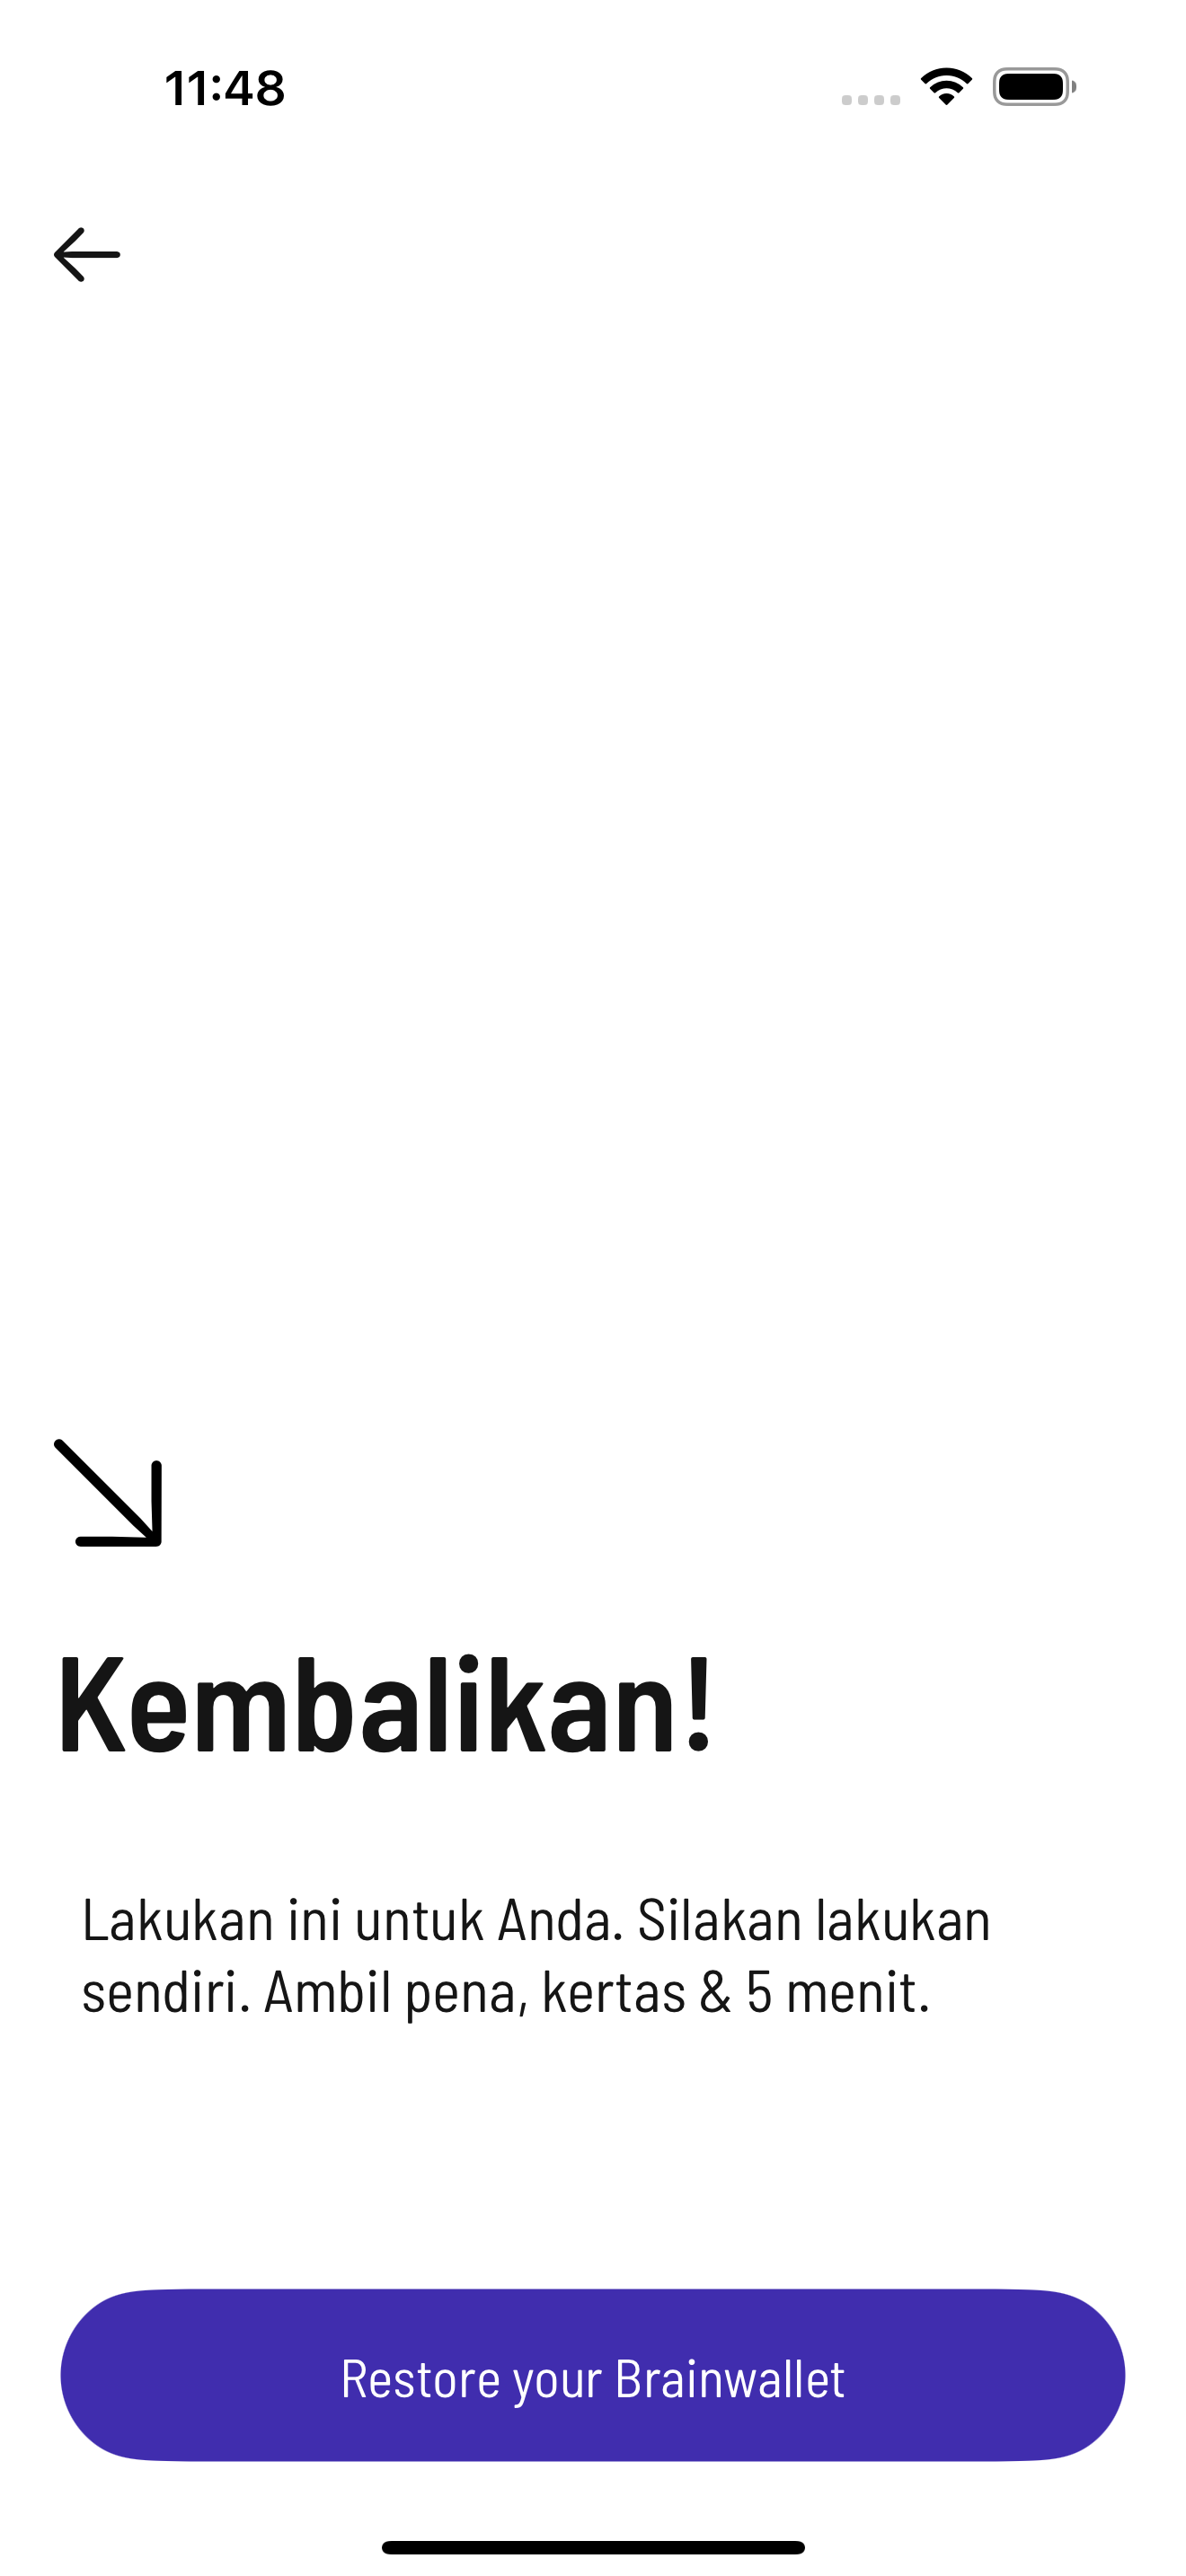 11:48
Kembalikan!
Lakukan ini untuk Anda. Silakan lakukan
sendiri. Ambil pena, kertas & 5 menit.
Restore your Brainwallet